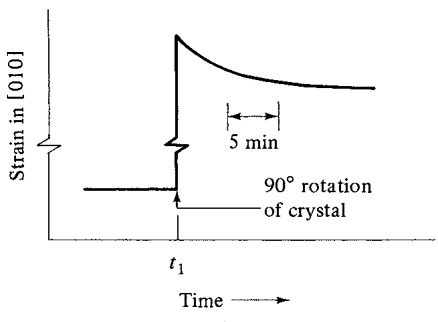 Strain in [010]
5 min
90° rotation
of crystal
t₁
Time